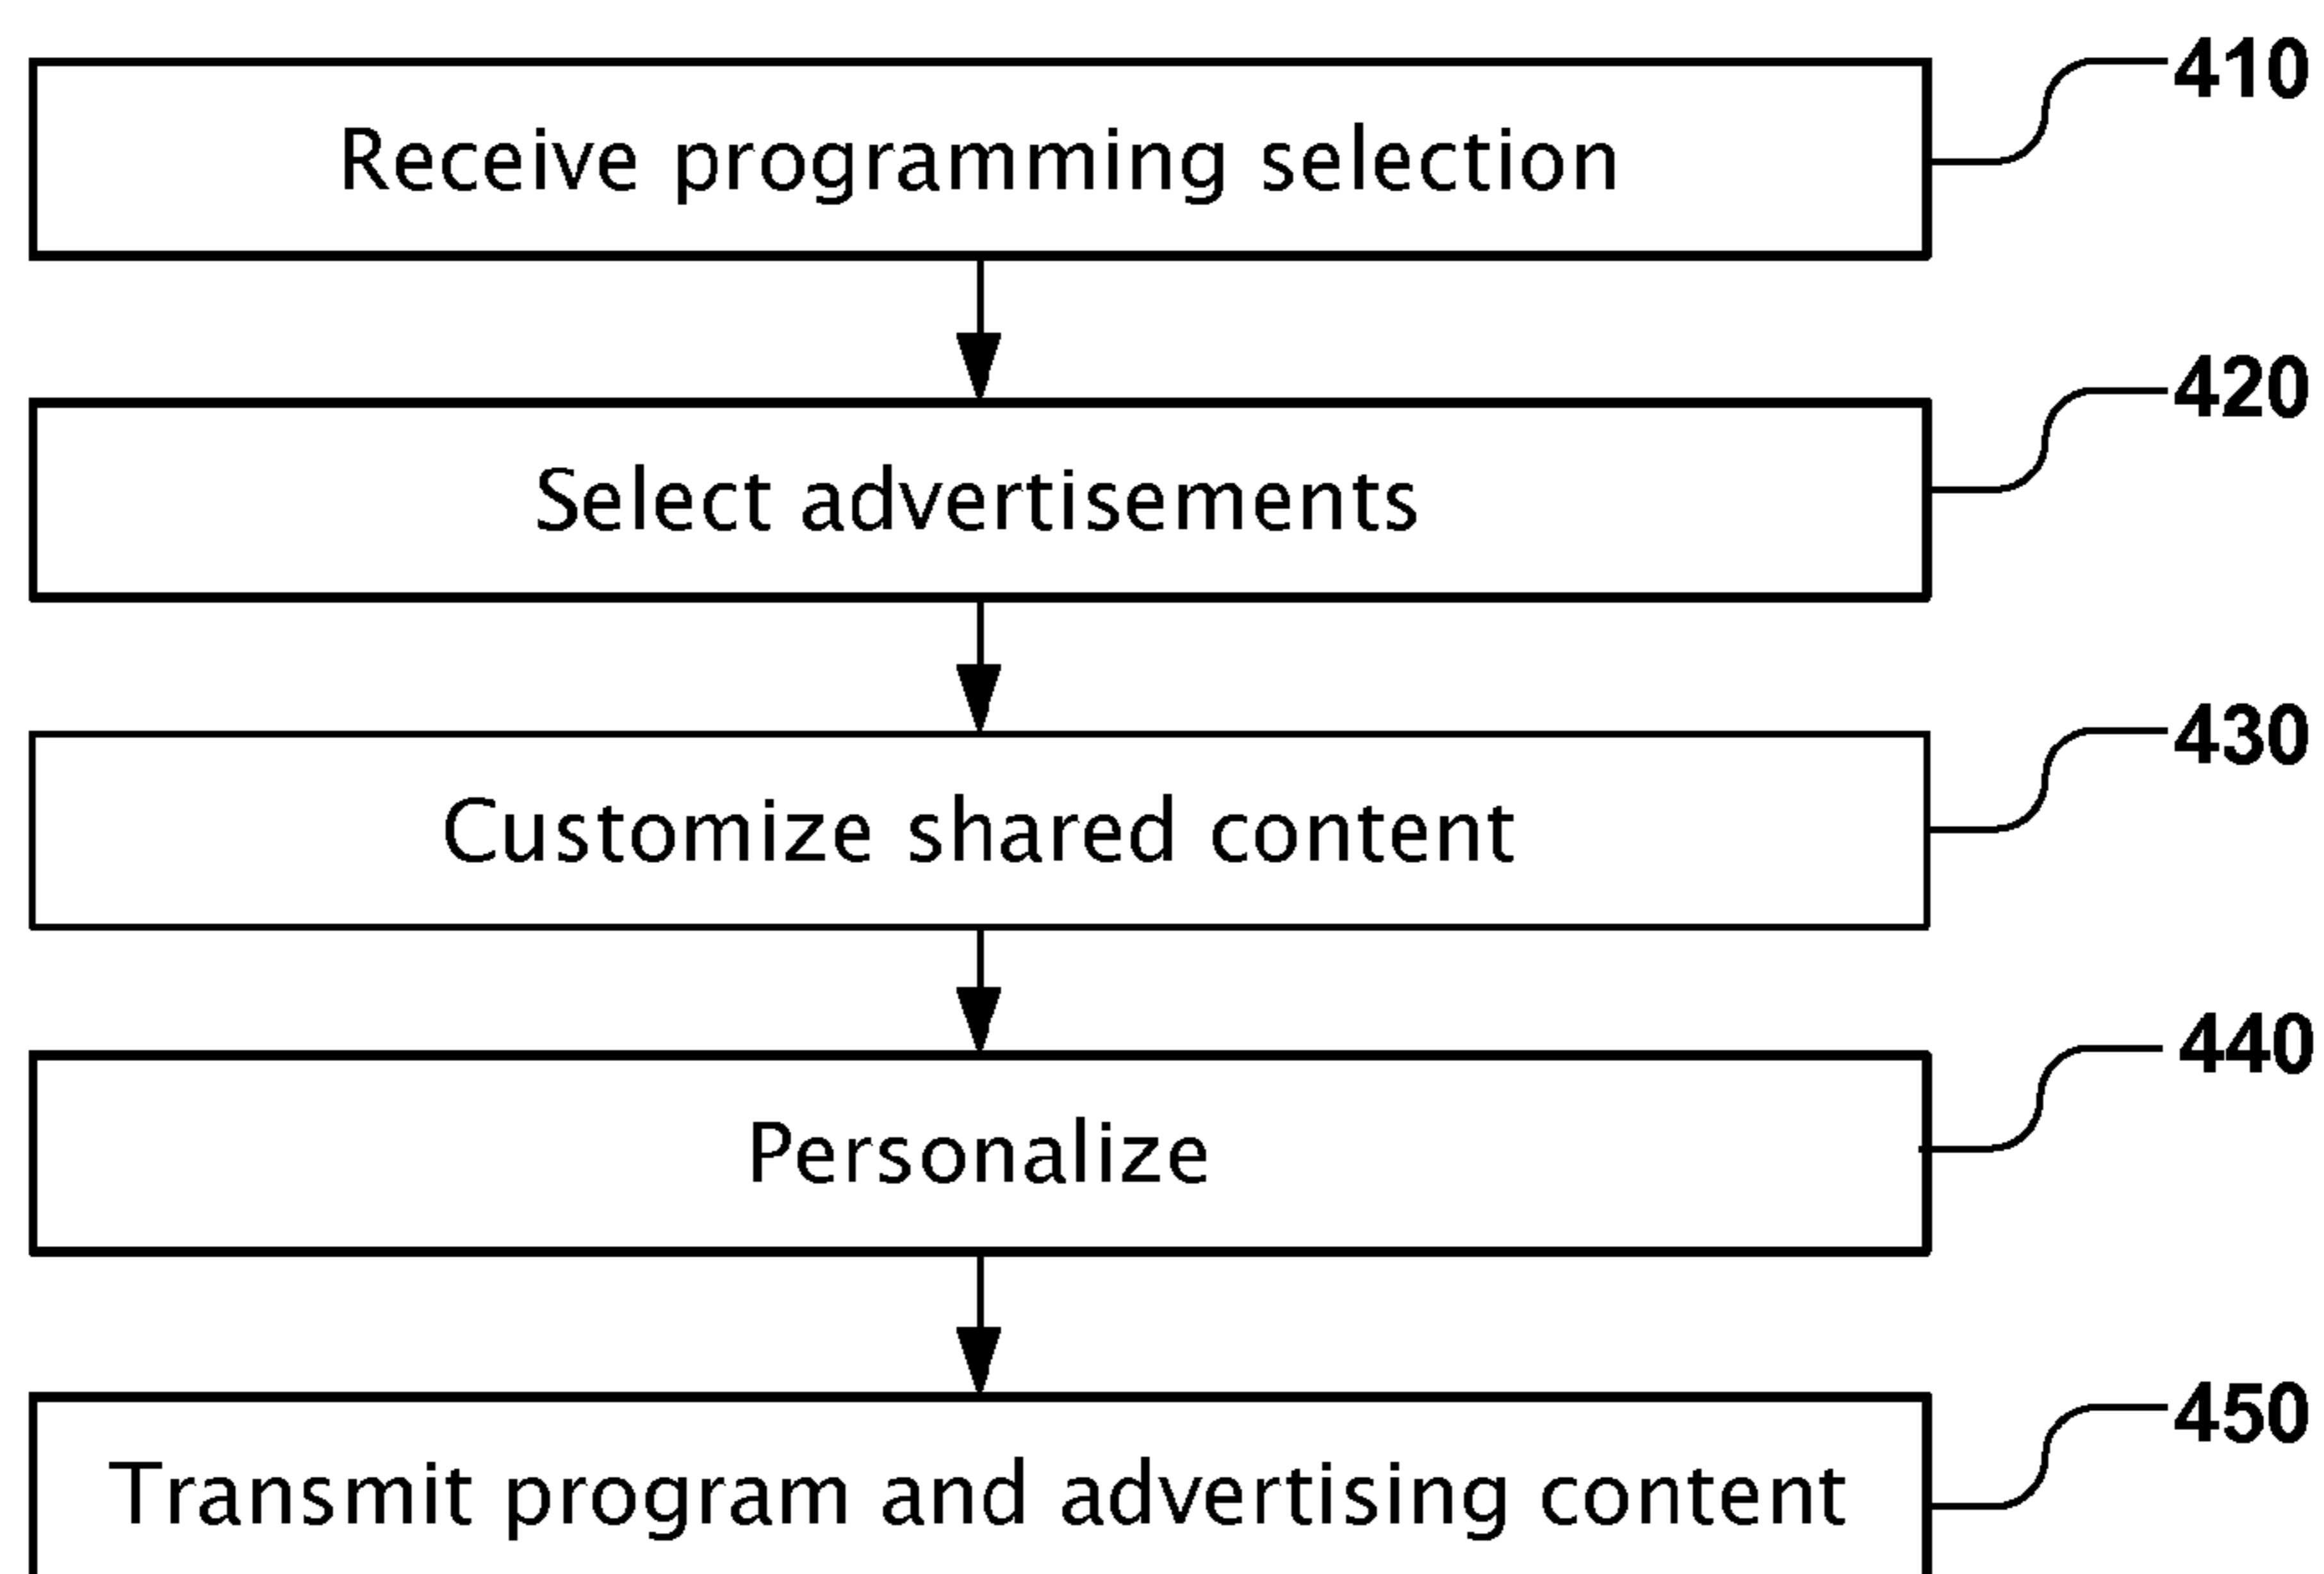 410
Receive programming selection
420
Select advertisements
430
Customize shared content
440
Personalize
450
Transmit program and advertising content